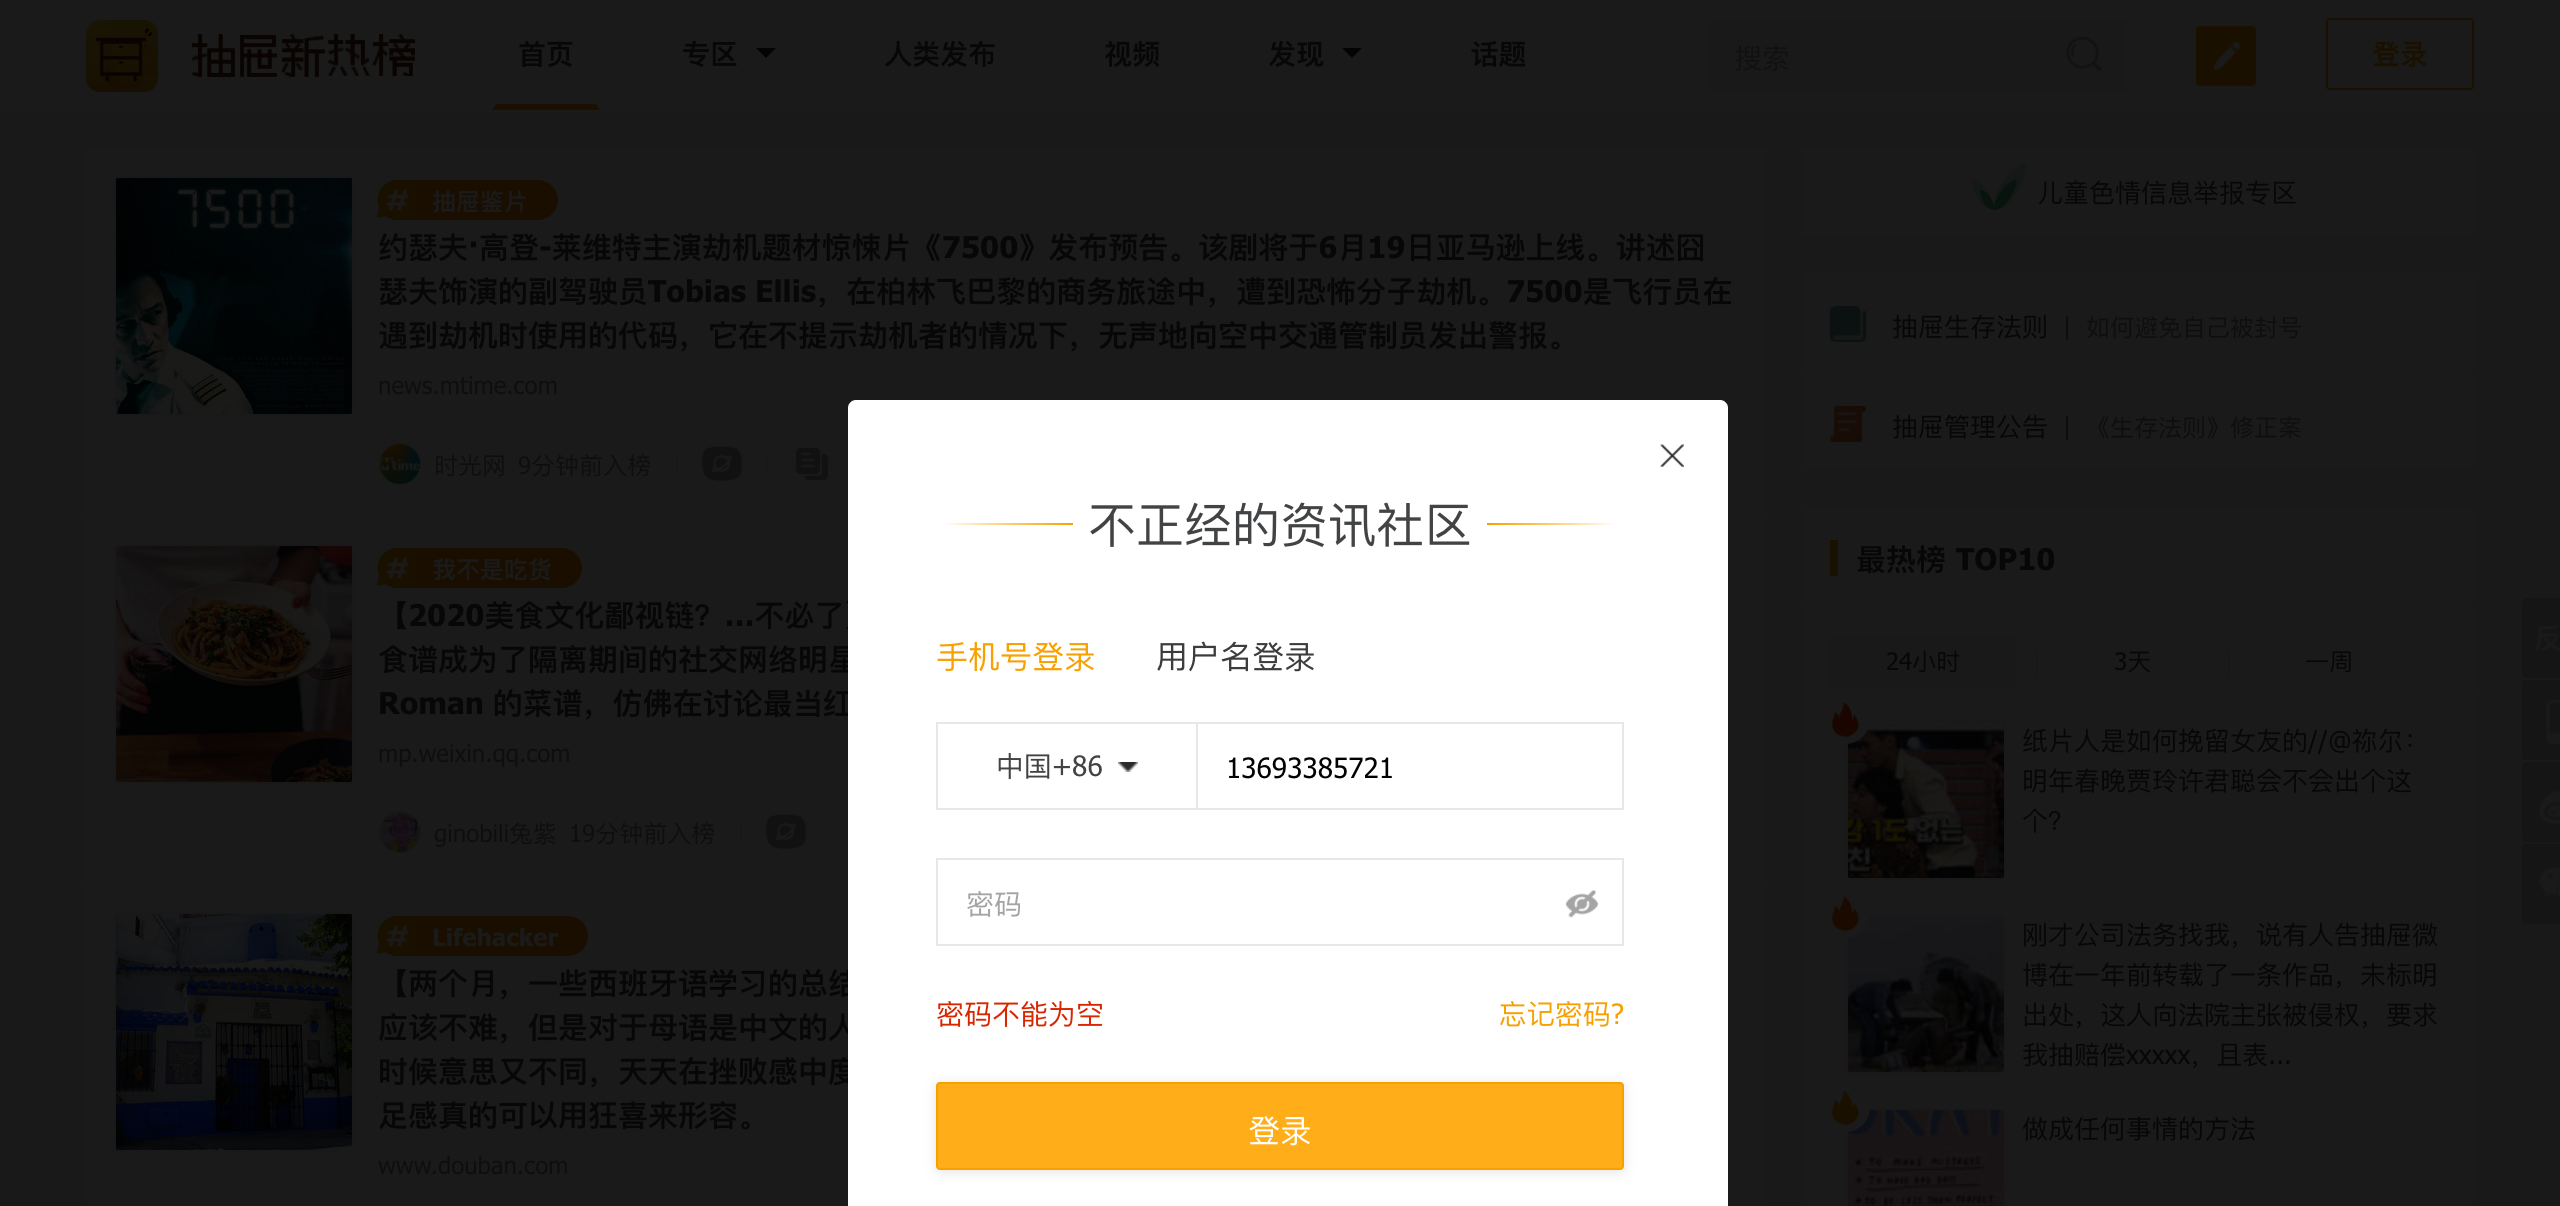 抽屉新热榜
首页
专区
人类发布
视频
发现
话题
搜索
登录
7500
# 抽屉鉴片
约瑟夫·高登-莱维特主演劫机题材惊悚片《7500》发布预告。该剧将于6月19日亚马逊上线。讲述囧
瑟夫饰演的副驾驶员Tobias Ellis，在柏林飞巴黎的商务旅途中，遭到恐怖分子劫机。7500是飞行员在
遇到劫机时使用的代码，它在不提示劫机者的情况下，无声地向空中交通管制员发出警报。
news.mtime.com
时光网 9分钟前入榜
# 我不是吃货
【2020美食文化鄙视链？...不必了
食谱成为了隔离期间的社交网络明星
Roman 的菜谱，仿佛在讨论最当红
mp.weixin.qq.com
ginobili兔紫 19分钟前入榜
# Lifehacker
【两个月，一些西班牙语学习的总结
应该不难，但是对于母语是中文的人
时候意思又不同，天天在挫败感中度
足感真的可以用狂喜来形容。
www.douban.com
不正经的资讯社区
手机号登录 用户名登录
中国+86
13693385721
密码
密码不能为空
忘记密码?
登录
儿童色情信息举报专区
抽屉生存法则 | 如何避免自己被封号
抽屉管理公告 | 《生存法则》修正案
最热榜 TOP10
24小时
3天
一周
纸片人是如何挽留女友的//@祢尔：
明年春晚贾玲许君聪会不会出个这
个？
刚才公司法务找我，说有人告抽屉微
博在一年前转载了一条作品，未标明
出处，这人向法院主张被侵权，要求
我抽赔偿xxxxx，且表...
做成任何事情的方法